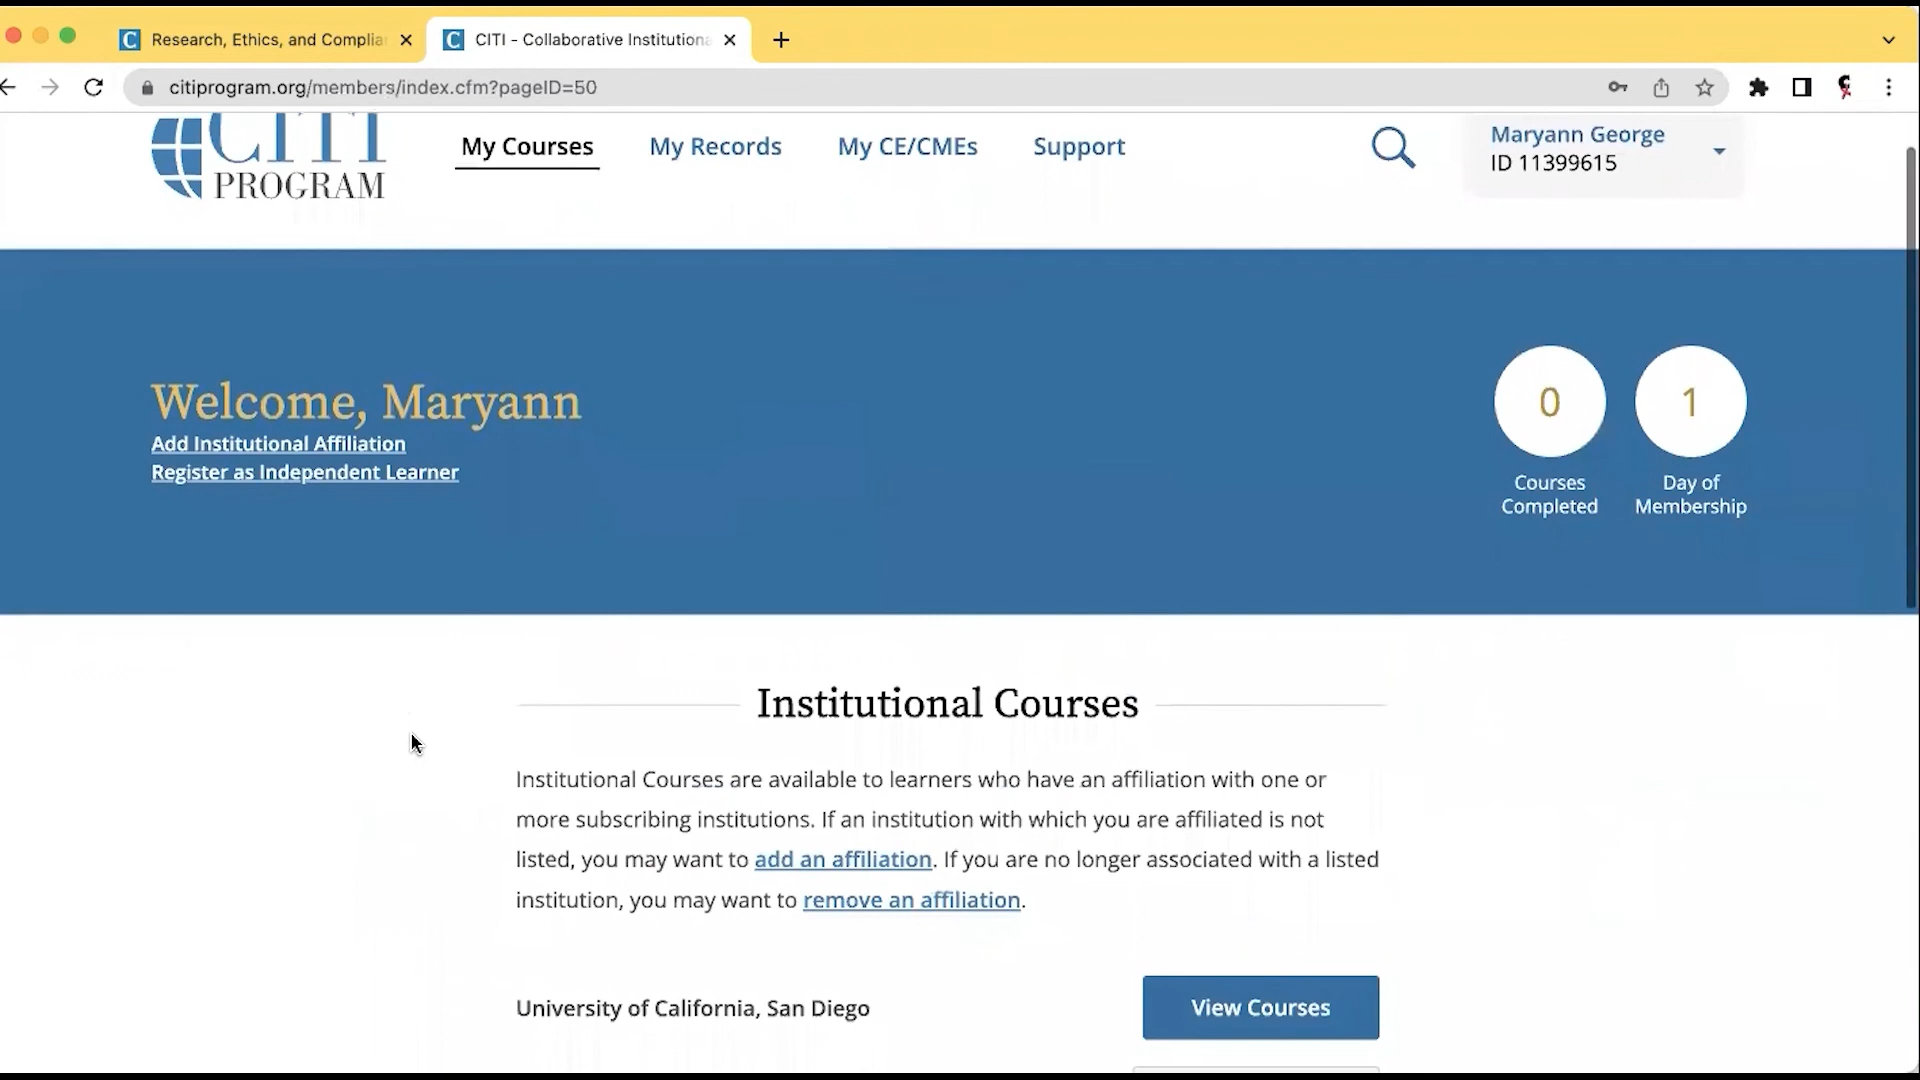 Research, Ethics, and Complia
CITI - Collaborative Institutiona
citiprogram.org/members/index.cfm?pageID=50
CITI
PROGRAM
My Courses
My Records
My CE/CMEs
Support
Maryann George
ID 11399615
Welcome, Maryann
Add Institutional Affiliation
Register as Independent Learner
0
1
Courses
Completed
Day of
Membership
Institutional Courses
Institutional Courses are available to learners who have an affiliation with one or
more subscribing institutions. If an institution with which you are affiliated is not
listed, you may want to add an affiliation. If you are no longer associated with a listed
institution, you may want to remove an affiliation.
University of California, San Diego
View Courses